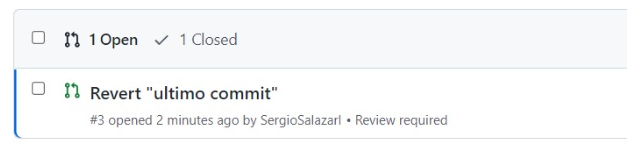 1 Open 1 Closed
Revert "ultimo commit"
#3 opened 2 minutes ago by SergioSalazarl • Review required